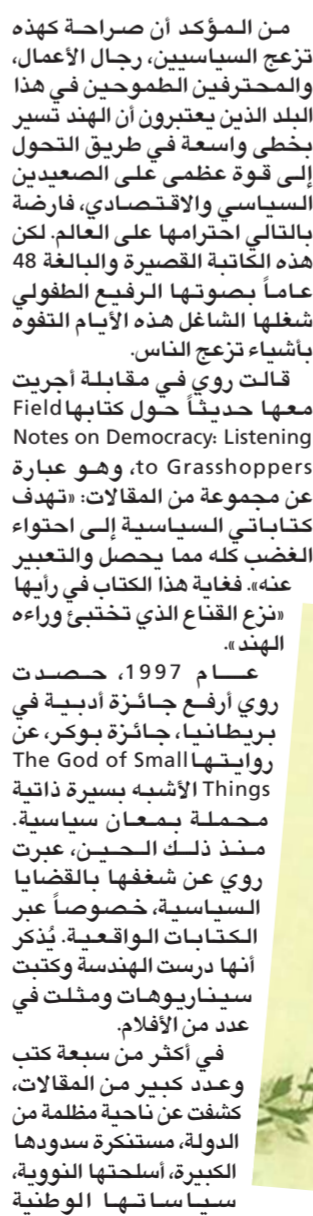 من المؤكد أن صراحة كهذه
تزعج السياسيين، رجال الأعمال،
والمحترفين الطموحين في هذا
البلد الذين يعتبرون أن الهند تسير
بخطى واسعة في طريق التحول
إلى قوة عظمى على الصعيدين
السياسي والاقتصادي، فارضة
بالتالي احترامها على العالم. لكن
هذه الكاتبة القصيرة والبالغة 48
عاماً بصوتها الرفيع الطفولي
شغلها الشاغل هذه الأيام التفوه
بأشياء تزعج الناس.
قالت روي في مقابلة أجريت
معها حديثاً حول كتابها Field
Notes on Democracy: Listening
to Grasshoppers، وهو عبارة
عن مجموعة من المقالات: «تهدف
كتاباتي السياسية إلى احتواء
الغضب كله مما يحصل والتعبير
عنه». فغاية هذا الكتاب في رأيها
«نزع القناع الذي تختبئ وراءه
الهند».
عام 1997، حصدت
روي أرفع جائزة أدبية في
بريطانيا، جائزة بوكر، عن
روايتها The God of Small
Things الأشبه بسيرة ذاتية
محملة بمعان سياسية.
منذ ذلك الحين، عبرت
روي عن شغفها بالقضايا
السياسية، خصوصاً عبر
الكتابات الواقعية. يُذكر
أنها درست الهندسة وكتبت
سيناريوهات ومثلت في
عدد من الأفلام.
في أكثر من سبعة كتب
وعدد كبير من المقالات،
كشفت عن ناحية مظلمة من
الدولة، مستنكرة سدودها
الكبيرة، أسلحتها النووية،
سياساتها الوطنية